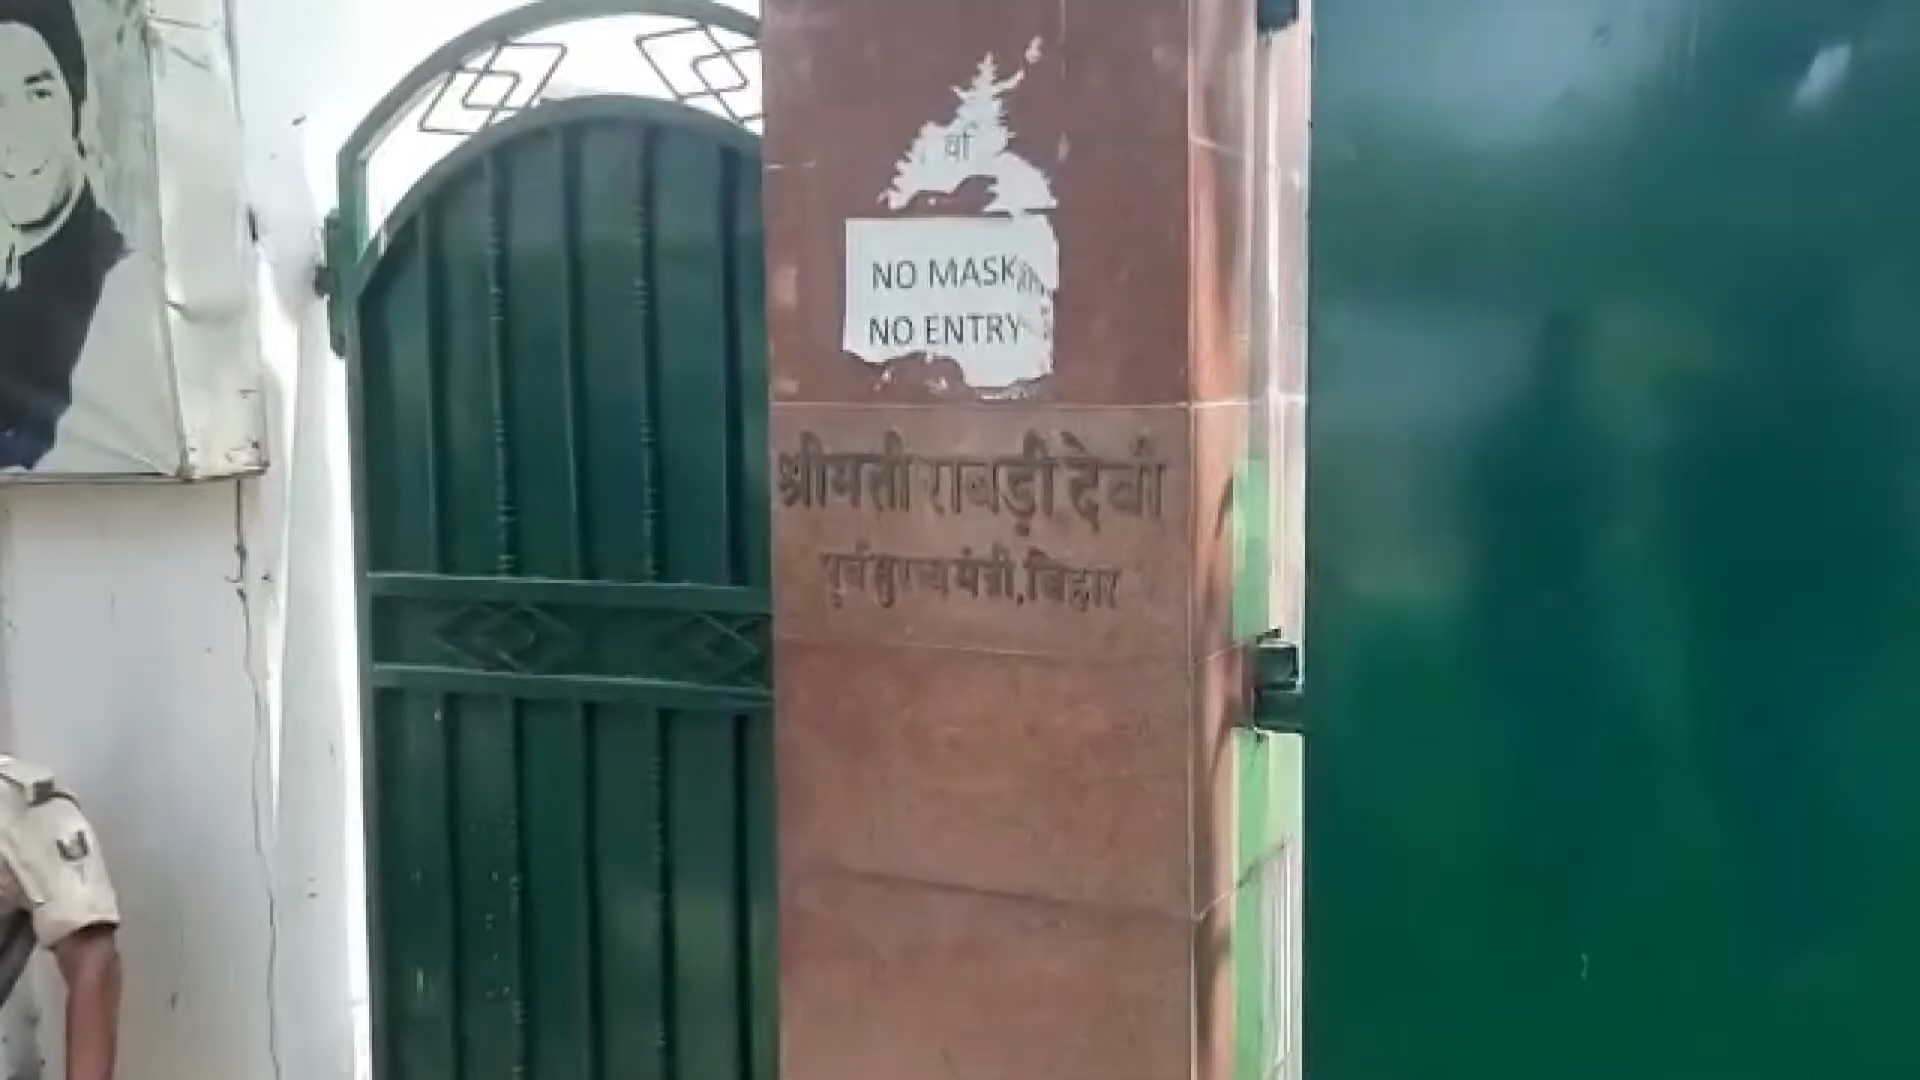 र्वा
NO MASK
NO ENTRY
श्रीमती राबड़ी देवी
पूर्व मुख्य मंत्री, बिहार